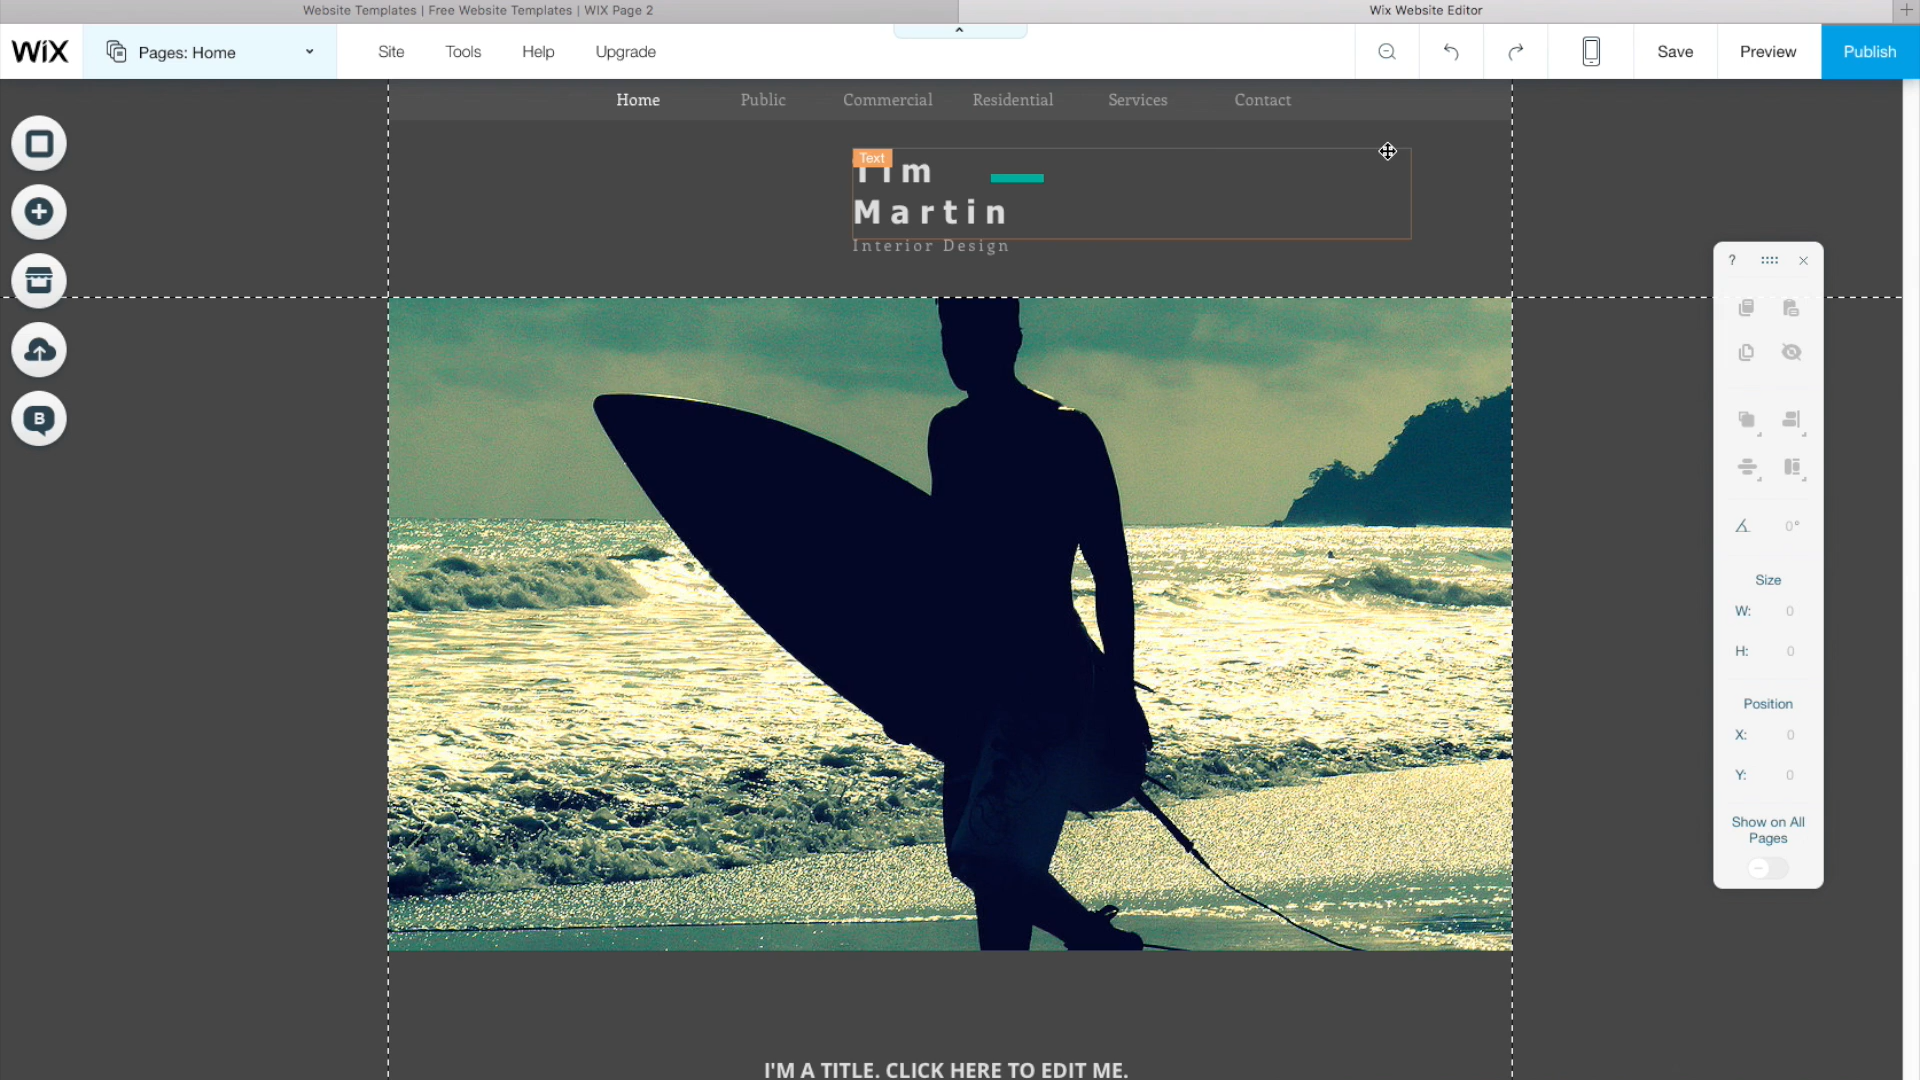 Website Templates | Free Website Templates | WIX Page 2
Wix Website Editor
WiX
Pages: Home
Site
Tools
Help
Upgrade
Save
Preview
Publish
Home
Public
Commercial
Residential
Services
Contact
Text
Tim
Martin
Interior Design
B
?
0°
Size
W: 0
H: 0
Position
X: 0
Y: 0
Show on All
Pages
I'M A TITLE. CLICK HERE TO EDIT ME.